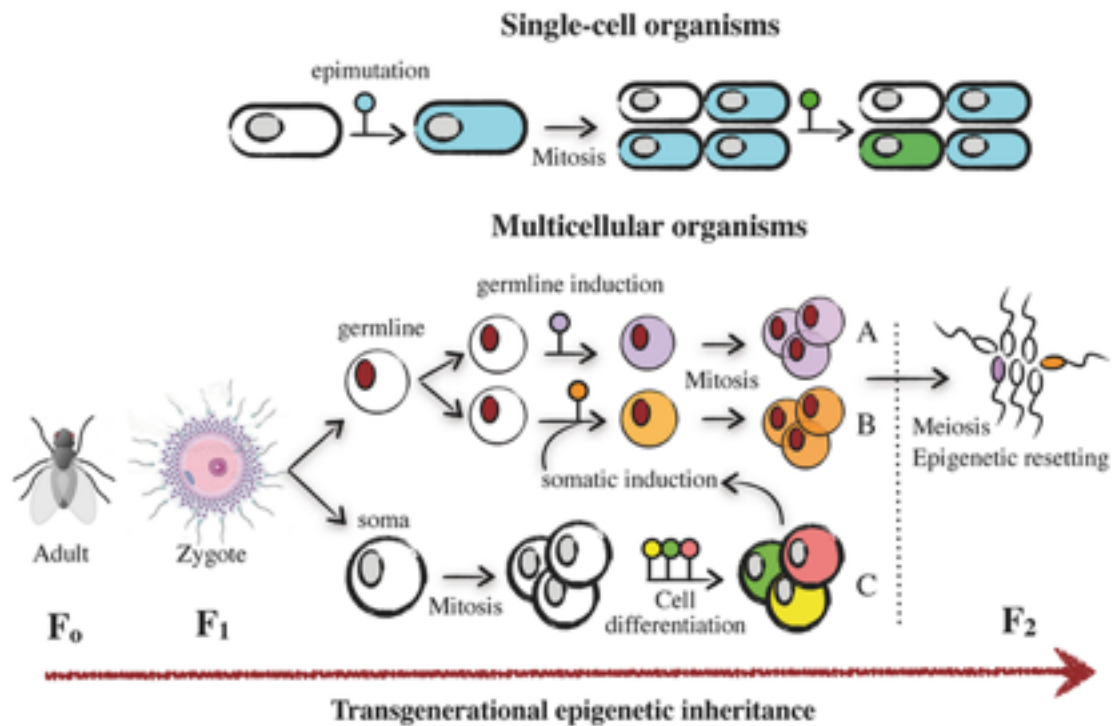 Single-cell organisms
epimutation
Mitosis
Multicellular organisms
germline induction
germline
A
Mitosis
B
Meiosis
Epigenetic resetting
somatic induction
soma
Adult
Zygote
Mitosis
Cell
differentiation
C
Fo
F1
F2
Transgenerational epigenetic inheritance